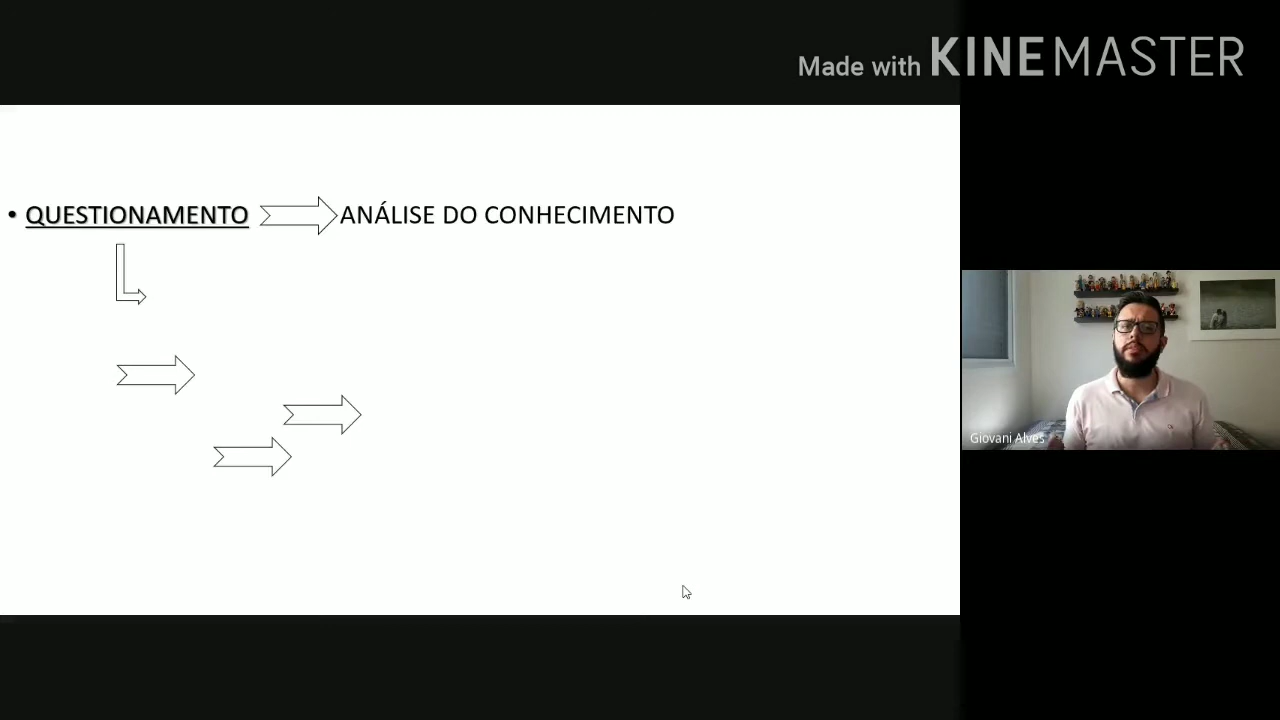 Made with KINEMASTER
• QUESTIONAMENTO ANÁLISE DO CONHECIMENTO
Giovani Alves